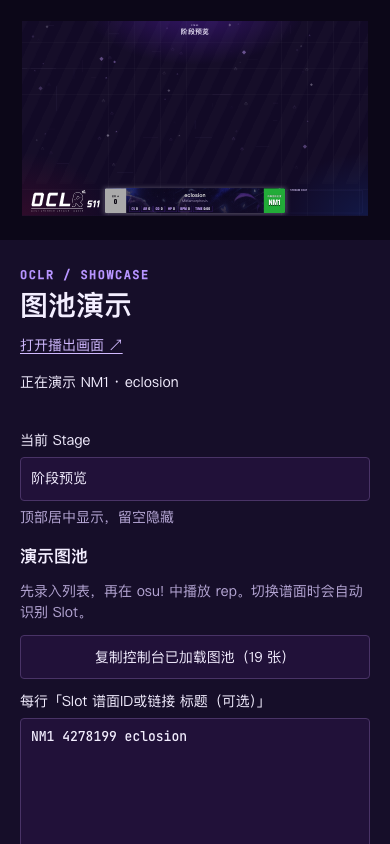 阶段预览
OCLR S11
0
eclosion
NM1
OCLR / SHOWCASE
图池演示
打开播出画面 ↗
正在演示 NM1 · eclosion
当前 Stage
阶段预览
顶部居中显示，留空隐藏
演示图池
先录入列表，再在 osu! 中播放 rep。切换谱面时会自动
识别 Slot。
复制控制台已加载图池（19 张）
每行「Slot 谱面ID或链接 标题（可选）」
NM1 4278199 eclosion